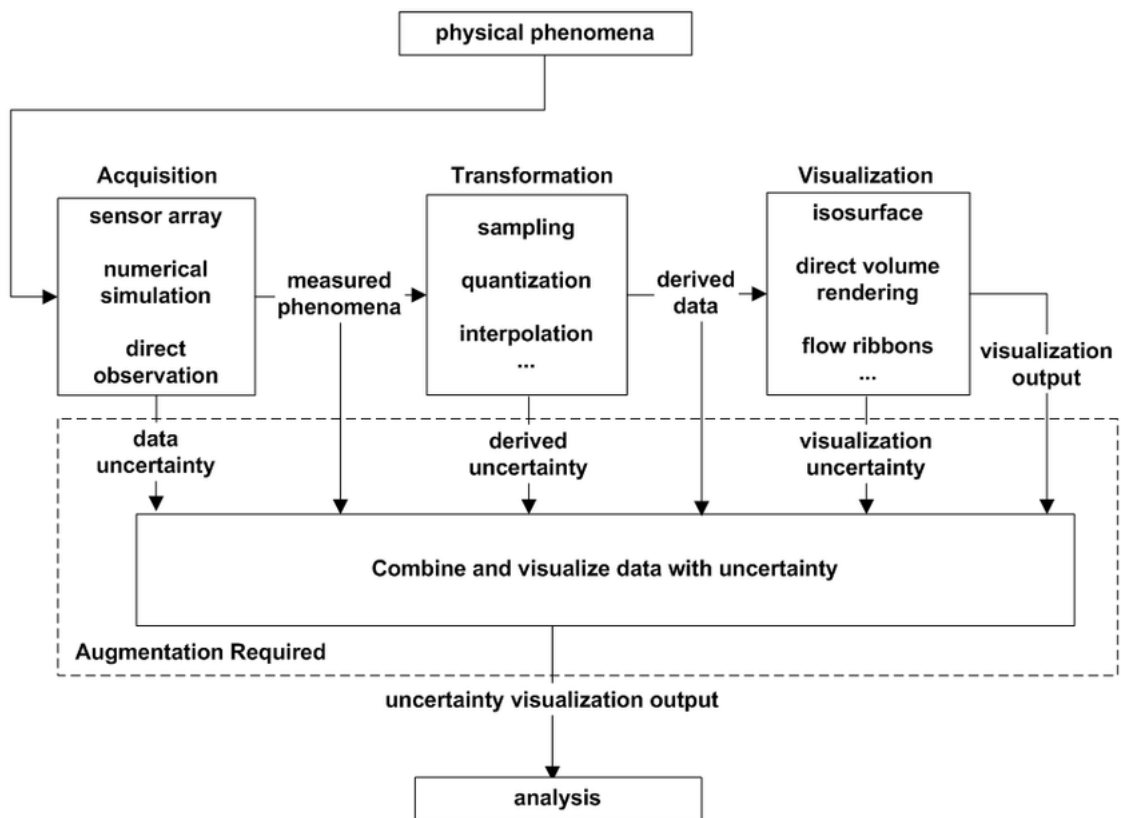 physical phenomena
Acquisition
sensor array
numerical
simulation
direct
observation
measured
phenomena
Transformation
sampling
quantization
interpolation
...
derived
data
Visualization
isosurface
direct volume
rendering
flow ribbons
...
visualization
output
data
uncertainty
derived
uncertainty
visualization
uncertainty
Combine and visualize data with uncertainty
Augmentation Required
uncertainty visualization output
analysis